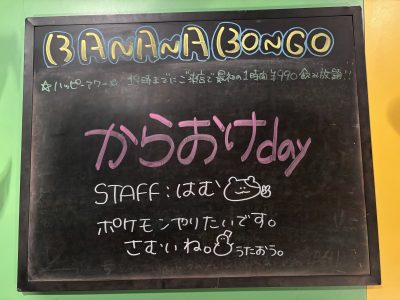 BANANA BONGO
☆ハッピーアワー☆ 19時までにご来店で最初の1時間¥990飲み放題!!
からおけday
STAFF:はむ
ポケモンやりたいです。
さむいね。うたおう。